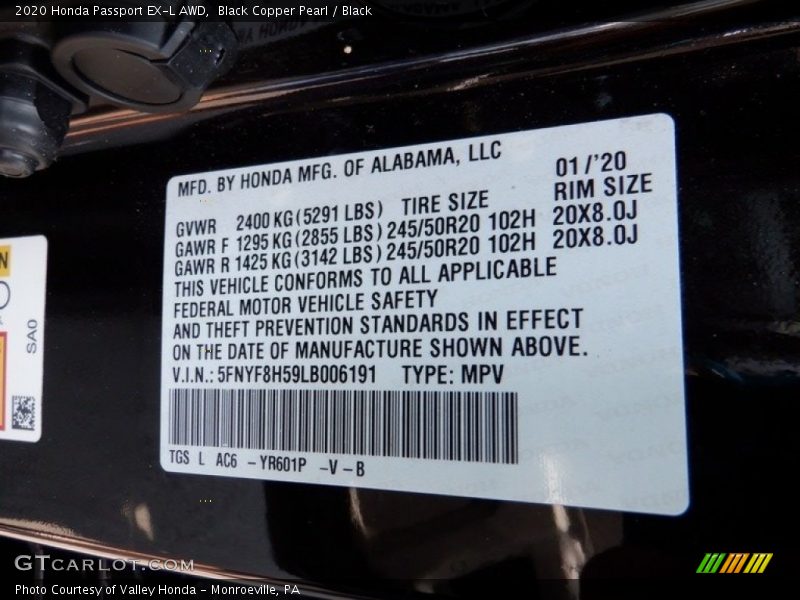 2020 Honda Passport EX-L AWD, Black Copper Pearl / Black
MFD. BY HONDA MFG. OF ALABAMA, LLC 01/'20
GVWR 2400 KG(5291 LBS) TIRE SIZE RIM SIZE
GAWR F 1295 KG(2855 LBS) 245/50R20 102H 20X8.0J
GAWR R 1425 KG(3142 LBS) 245/50R20 102H 20X8.0J
THIS VEHICLE CONFORMS TO ALL APPLICABLE
FEDERAL MOTOR VEHICLE SAFETY
AND THEFT PREVENTION STANDARDS IN EFFECT
ON THE DATE OF MANUFACTURE SHOWN ABOVE.
V.I.N.: 5FNYF8H59LB006191 TYPE: MPV
TGS L AC6 -YR601P -V-B
SA0
GTCARLOT.COM
Photo Courtesy of Valley Honda - Monroeville, PA